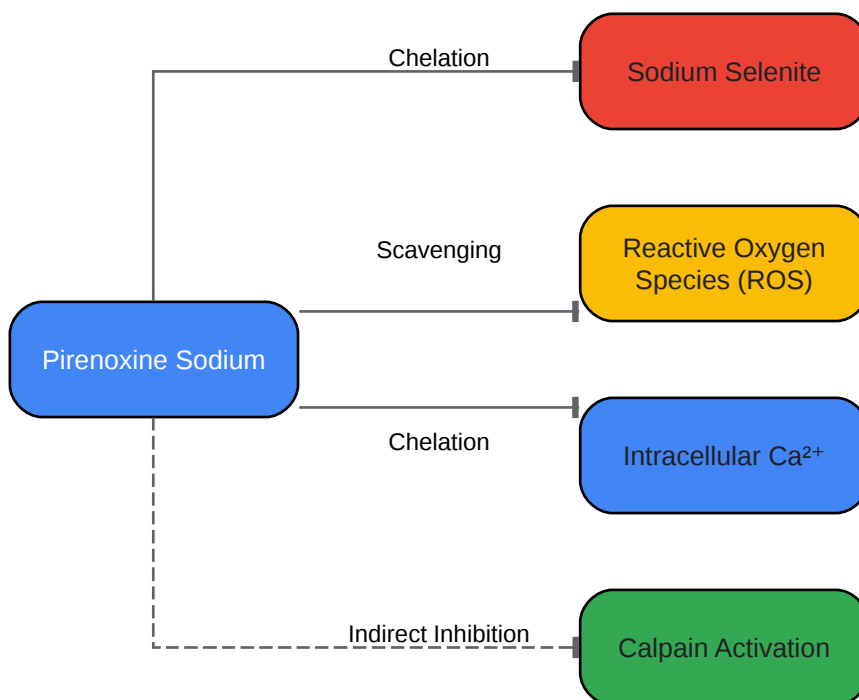 Chelation
Sodium Selenite
Scavenging
Reactive Oxygen
Species (ROS)
Pirenoxine Sodium
Chelation
Intracellular Ca²⁺
Indirect Inhibition
Calpain Activation